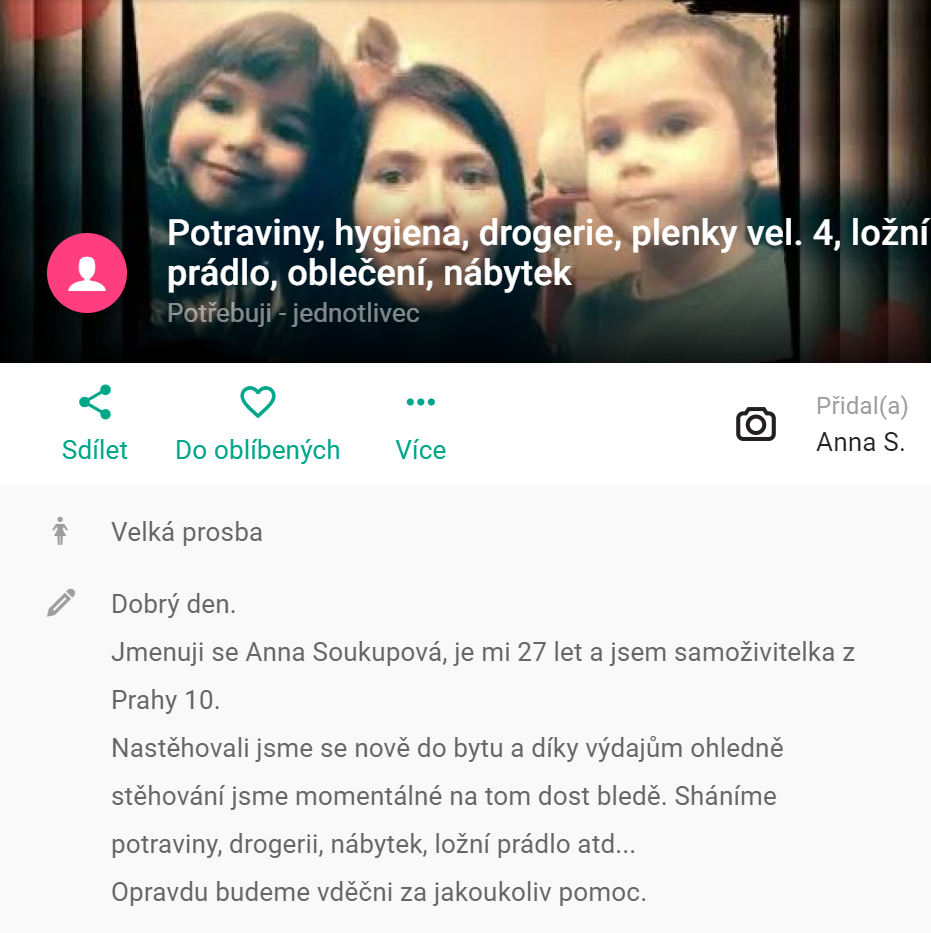 Potraviny, hygiena, drogerie, plenky vel. 4, ložní
prádlo, oblečení, nábytek
Potřebuji - jednotlivec
Sdílet
Do oblíbených
Více
Přidal(a)
Anna S.
Velká prosba
Dobrý den.
Jmenuji se Anna Soukupová, je mi 27 let a jsem samoživitelka z
Prahy 10.
Nastěhovali jsme se nově do bytu a díky výdajům ohledně
stěhování jsme momentálné na tom dost bledě. Sháníme
potraviny, drogerii, nábytek, ložní prádlo atd...
Opravdu budeme vděčni za jakoukoliv pomoc.